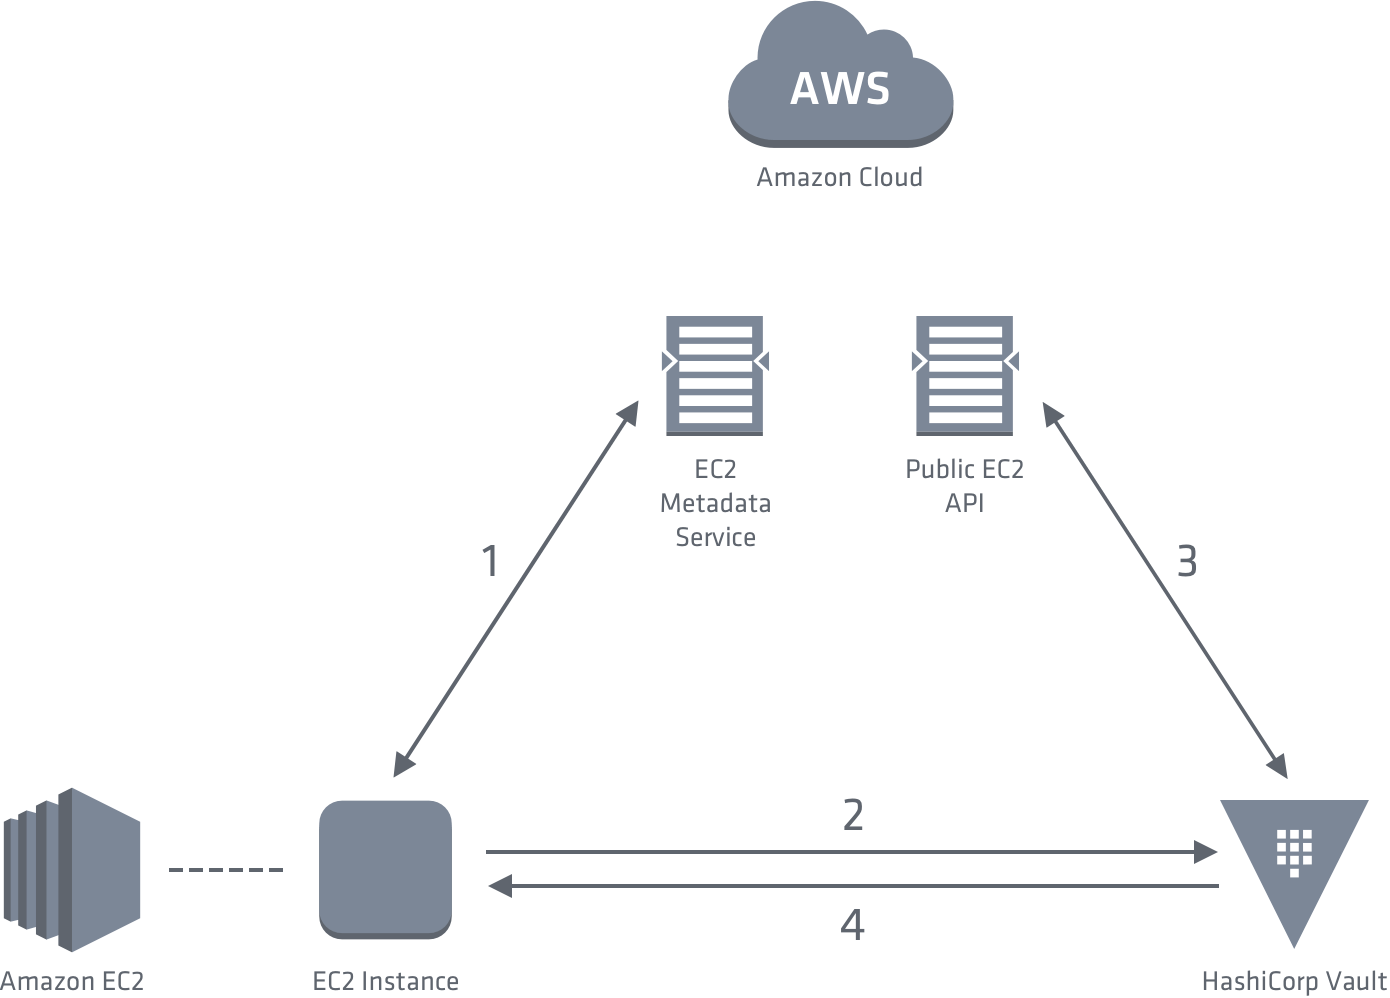 AWS
Amazon Cloud
EC2
Metadata
Service
Public EC2
API
1
3
2
4
Amazon EC2
EC2 Instance
HashiCorp Vault